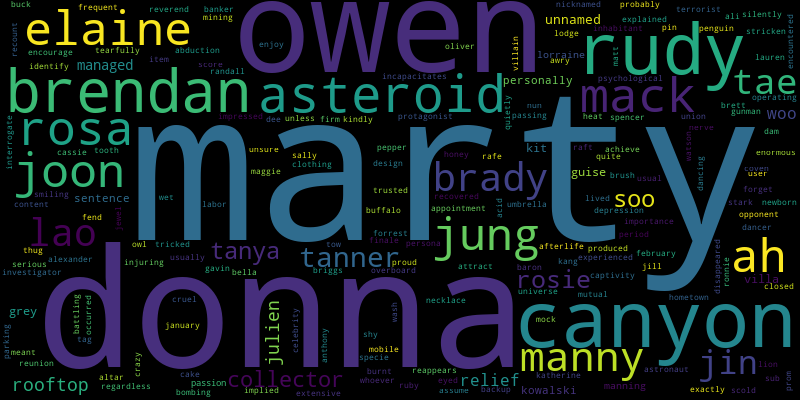 buck frequent reverend banker nicknamed probably terrorist
elaine mining owen unnamed explained pin penguin ali silently
encourage tearfully abduction enjoy oliver villain lodge inhabitant rudy stricken
recount identify managed item score awry lorraine matt lauren encountered
brendan randall asteroid incapacitates personally psychological mack tae
rosa impressed dee unless firm kindly protagonist quietly nun passing heat spencer union brett gunman operating woo
interrogate cassie tooth marty pepper kit achieve nerve dam
joon unsure sally rafe guise raft quite watson enormous
maggie clothing design honey brady brush usual dancing coven user
smiling sentence wet labor trusted recovered umbrella acid lived soo stark forget newborn
content fend buffalo appointment depression importance opponent
lao jewel owl tricked forrest finale persona jung afterlife produced period dancer
thug alexander usually tanya tow tanner proud baron kang experienced february ah
serious injuring gavin bella briggs overboard attract rosie captivity jill ronnie villa closed
investigator donna cruel necklace universe mutual hometown disappeared
grey battling occurred january julien celebrity wash canyon
parking tag shy mock
meant crazy anthony mobile manny jin lion
reunion altar cake passion collector specie burnt reappears relief katherine astronaut sub prom
rooftop regardless bombing implied extensive whoever ruby eyed assume backup kowalski manning exactly scold